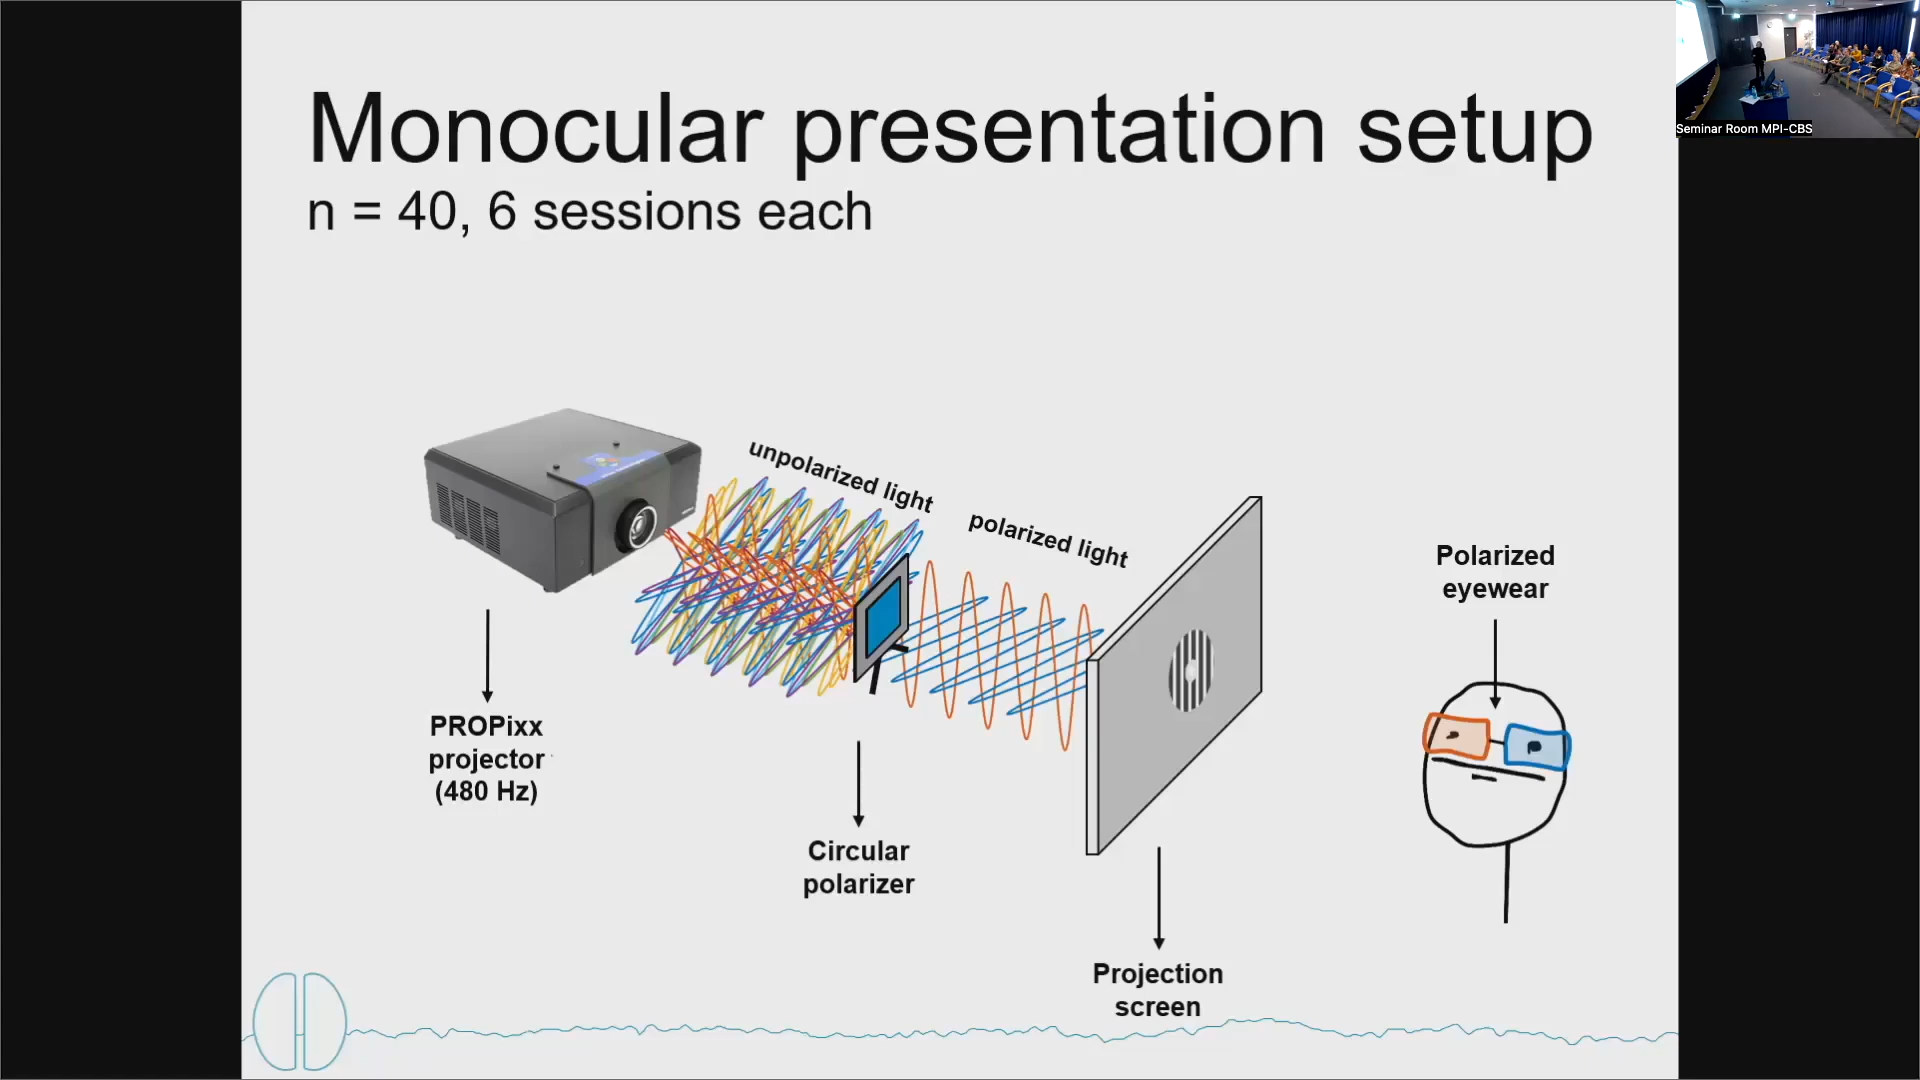 Monocular presentation setup
n = 40, 6 sessions each
Seminar Room MPI-CBS
unpolarized light
polarized light
Polarized
eyewear
PROPixx
projector
(480 Hz)
Circular
polarizer
Projection
screen